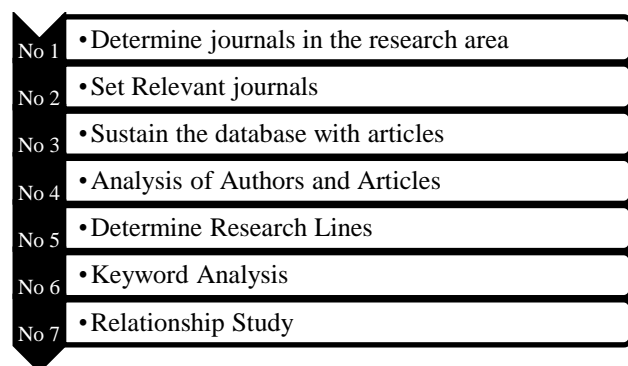 No 1 •Determine journals in the research area
No 2 •Set Relevant journals
No 3 •Sustain the database with articles
No 4 •Analysis of Authors and Articles
No 5 •Determine Research Lines
No 6 •Keyword Analysis
No 7 •Relationship Study